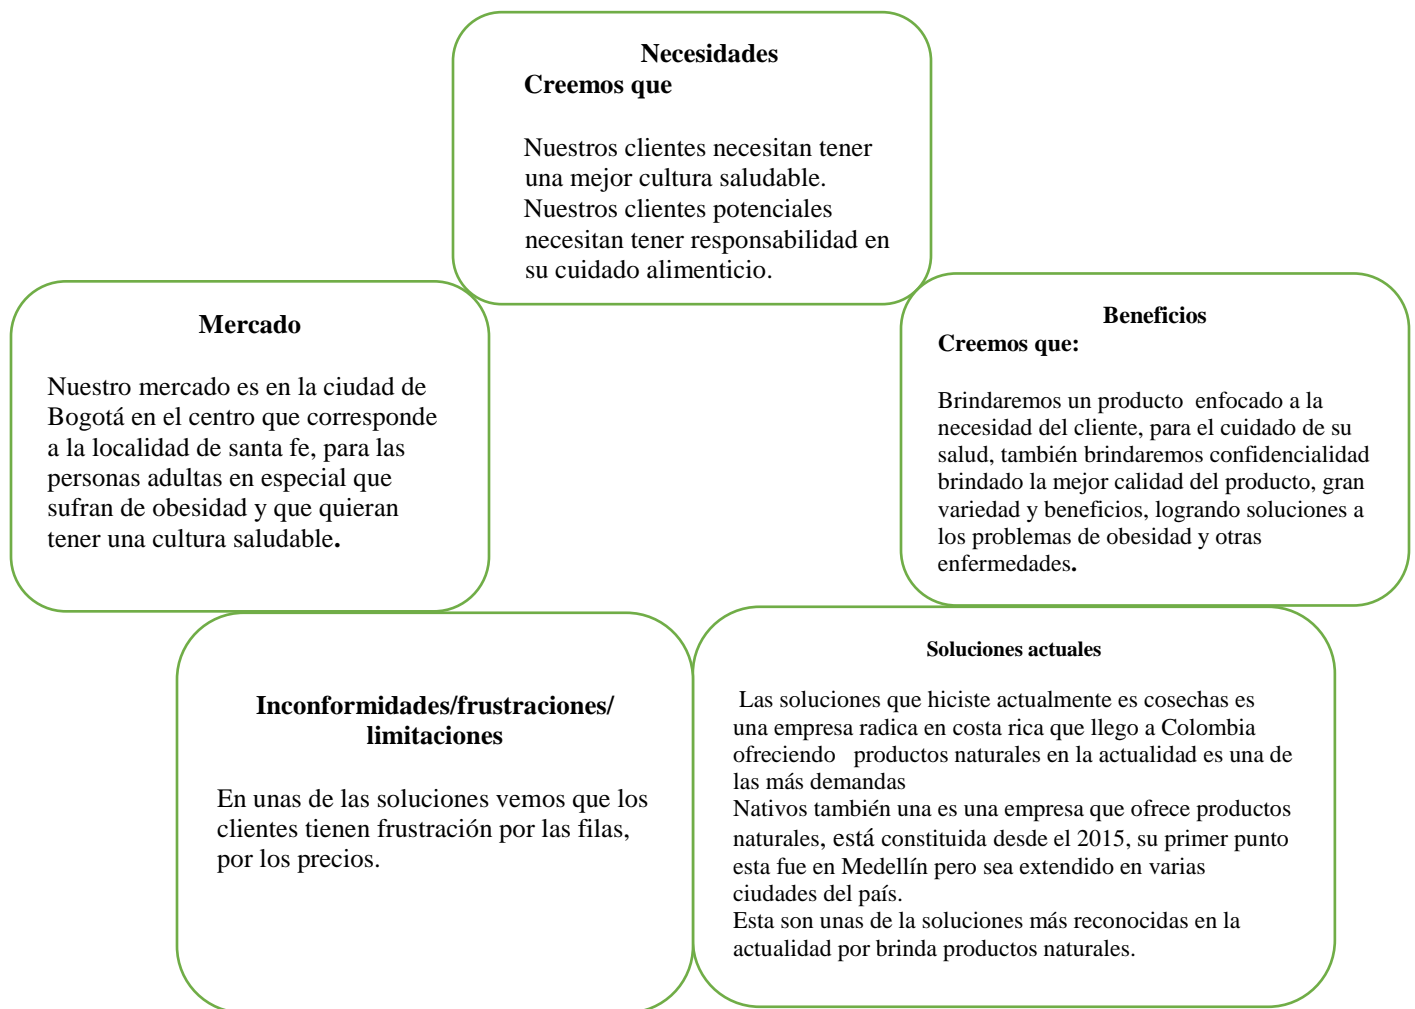 Necesidades
Creemos que
Nuestros clientes necesitan tener
una mejor cultura saludable.
Nuestros clientes potenciales
necesitan tener responsabilidad en
su cuidado alimenticio.
Mercado
Nuestro mercado es en la ciudad de
Bogotá en el centro que corresponde
a la localidad de santa fe, para las
personas adultas en especial que
sufran de obesidad y que quieran
tener una cultura saludable.
Beneficios
Creemos que:
Brindaremos un producto enfocado a la
necesidad del cliente, para el cuidado de su
salud, también brindaremos confidencialidad
brindado la mejor calidad del producto, gran
variedad y beneficios, logrando soluciones a
los problemas de obesidad y otras
enfermedades.
Inconformidades/frustraciones/
limitaciones
En unas de las soluciones vemos que los
clientes tienen frustración por las filas,
por los precios.
Soluciones actuales
Las soluciones que hiciste actualmente es cosechas es
una empresa radica en costa rica que llego a Colombia
ofreciendo productos naturales en la actualidad es una de
las más demandas
Nativos también una es una empresa que ofrece productos
naturales, está constituida desde el 2015, su primer punto
esta fue en Medellín pero sea extendido en varias
ciudades del país.
Esta son unas de la soluciones más reconocidas en la
actualidad por brinda productos naturales.